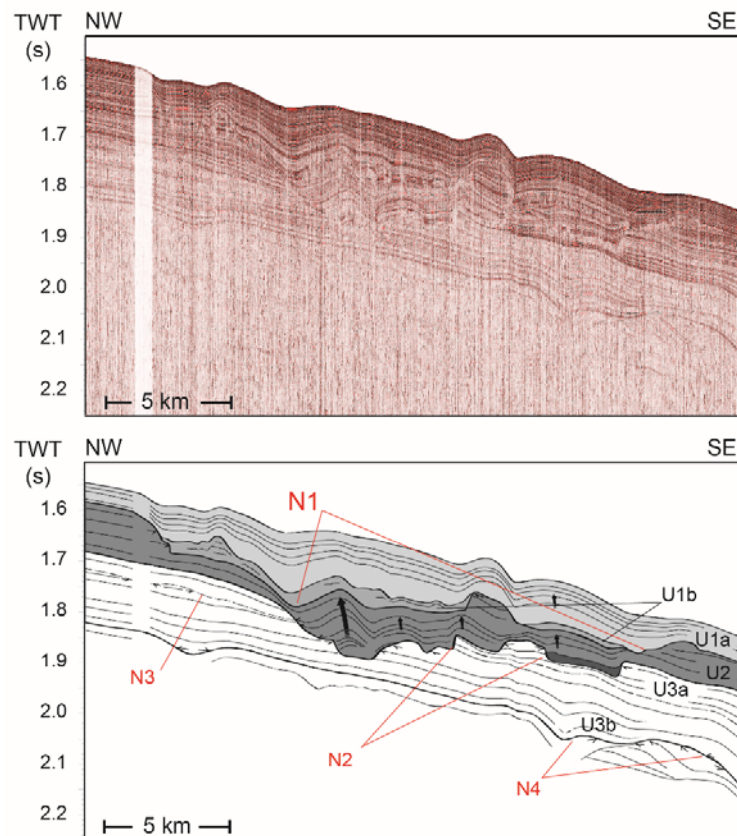 TWT NW SE
(s)
1.6
1.7
1.8
1.9
2.0
2.1
2.2
5 km
TWT NW SE
(s)
N1
1.6
1.7
1.8
U1b
U1a
1.9
U2
N3
U3a
2.0
U3b
N2
2.1
N4
2.2
5 km